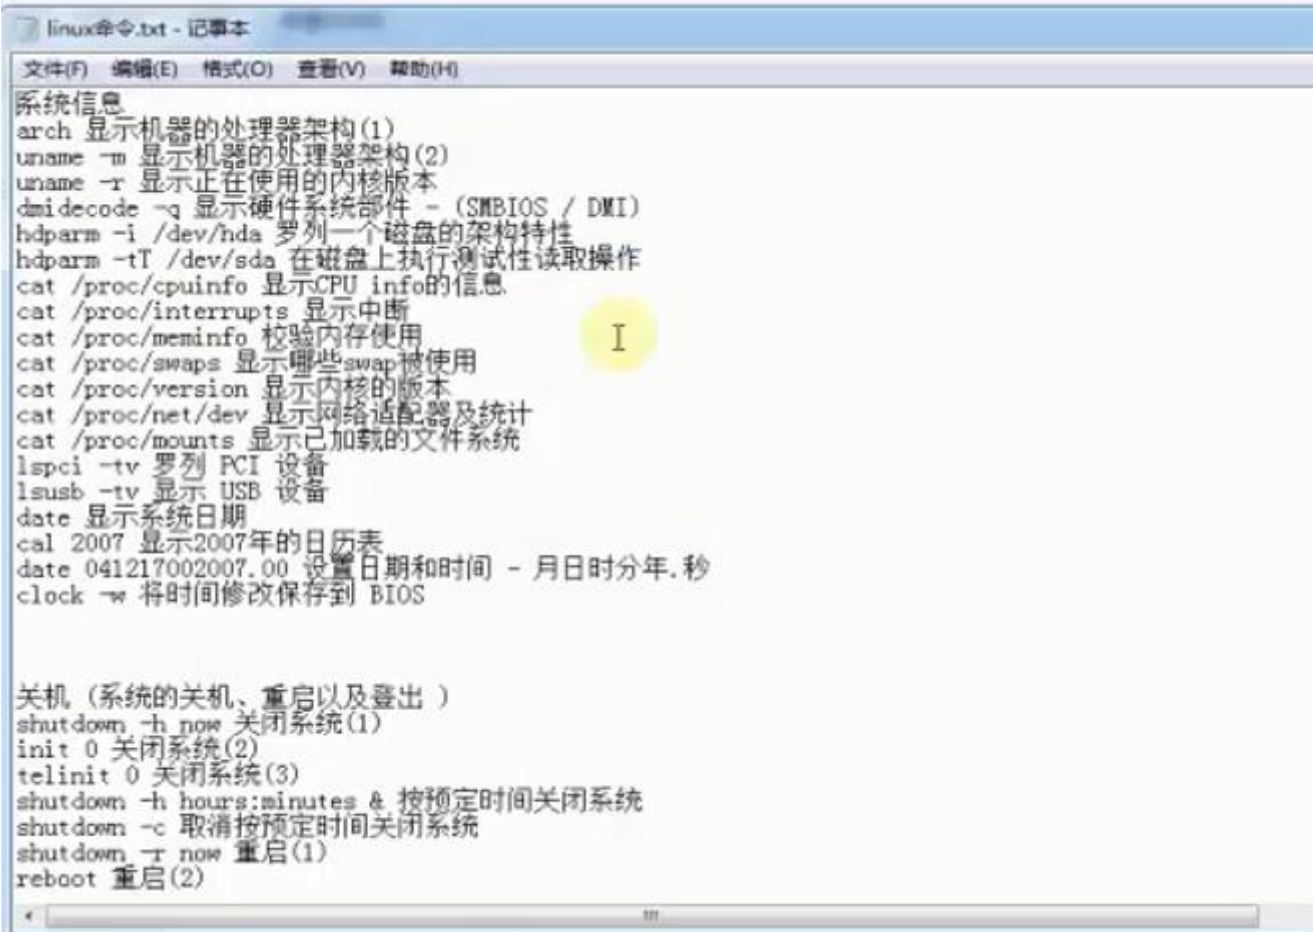 linux命令.txt - 记事本
文件(F) 编辑(E) 格式(O) 查看(V) 帮助(H)
系统信息
arch 显示机器的处理器架构(1)
uname -m 显示机器的处理器架构(2)
uname -r 显示正在使用的内核版本
dmidecode -q 显示硬件系统部件 - (SMBIOS / DMI)
hdparm -i /dev/hda 罗列一个磁盘的架构特性
hdparm -tT /dev/sda 在磁盘上执行测试性读取操作
cat /proc/cpuinfo 显示CPU info的信息
cat /proc/interrupts 显示中断
cat /proc/meminfo 校验内存使用
cat /proc/swaps 显示哪些swap被使用
cat /proc/version 显示内核的版本
cat /proc/net/dev 显示网络适配器及统计
cat /proc/mounts 显示已加载的文件系统
lspci -tv 罗列 PCI 设备
lsusb -tv 显示 USB 设备
date 显示系统日期
cal 2007 显示2007年的日历表
date 041217002007.00 设置日期和时间 - 月日时分年.秒
clock -w 将时间修改保存到 BIOS
关机 (系统的关机、重启以及登出 )
shutdown -h now 关闭系统(1)
init 0 关闭系统(2)
telinit 0 关闭系统(3)
shutdown -h hours:minutes & 按预定时间关闭系统
shutdown -c 取消按预定时间关闭系统
shutdown -r now 重启(1)
reboot 重启(2)